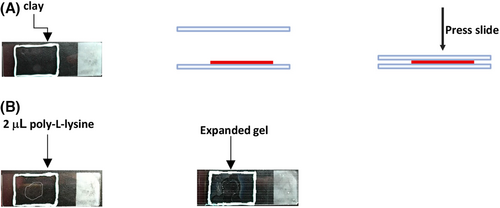 (A)
clay
Press slide
(B)
2 μL poly-L-lysine
Expanded gel